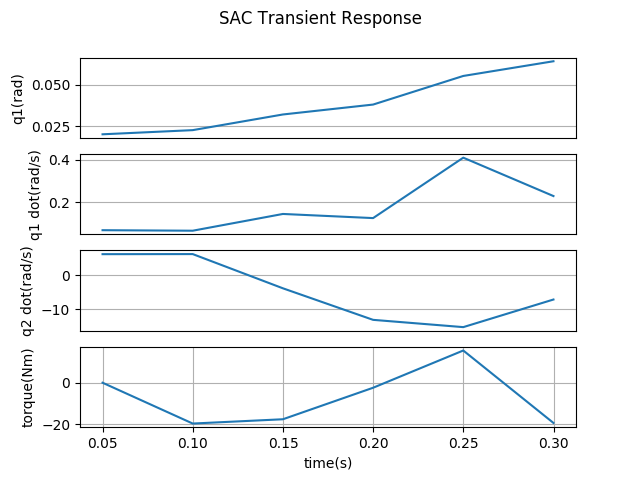 SAC Transient Response
q1(rad)
0.050
0.025
q1 dot(rad/s)
0.4
0.2
q2 dot(rad/s)
0
−10
torque(Nm)
0
−20
0.05 0.10 0.15 0.20 0.25 0.30
time(s)